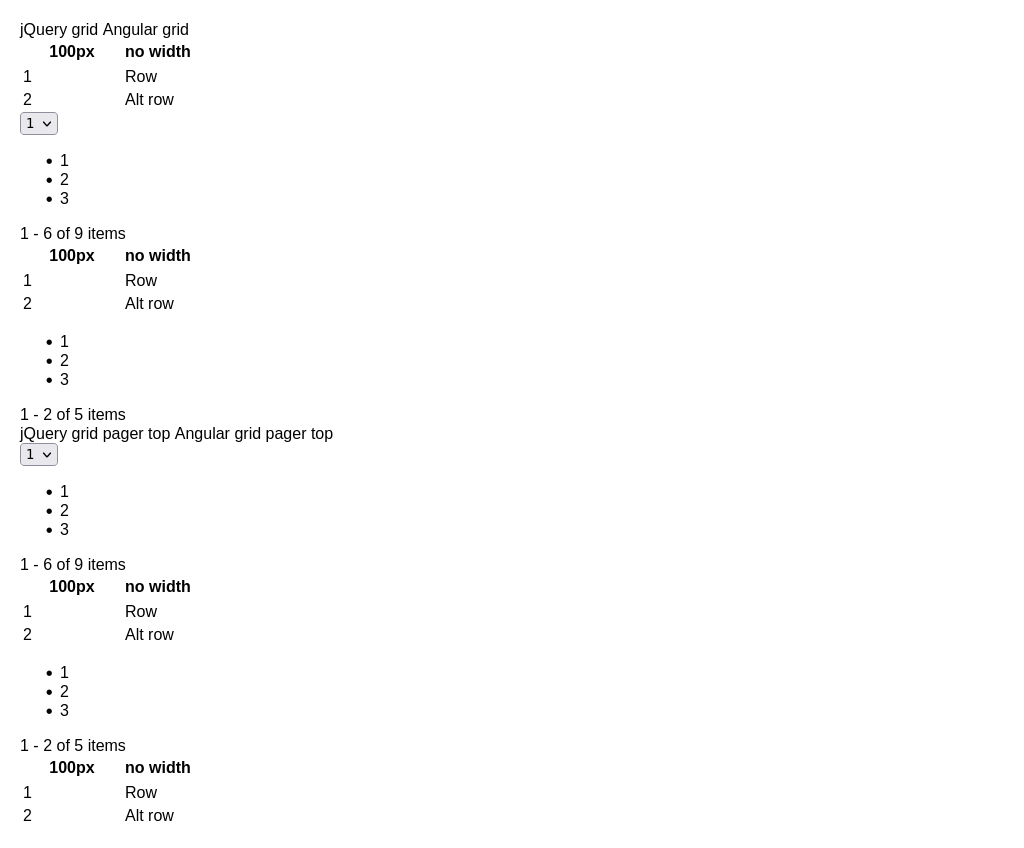 jQuery grid Angular grid
100px no width
1 Row
2 Alt row
1
• 1
• 2
• 3
1 - 6 of 9 items
100px no width
1 Row
2 Alt row
• 1
• 2
• 3
1 - 2 of 5 items
jQuery grid pager top Angular grid pager top
1
• 1
• 2
• 3
1 - 6 of 9 items
100px no width
1 Row
2 Alt row
• 1
• 2
• 3
1 - 2 of 5 items
100px no width
1 Row
2 Alt row